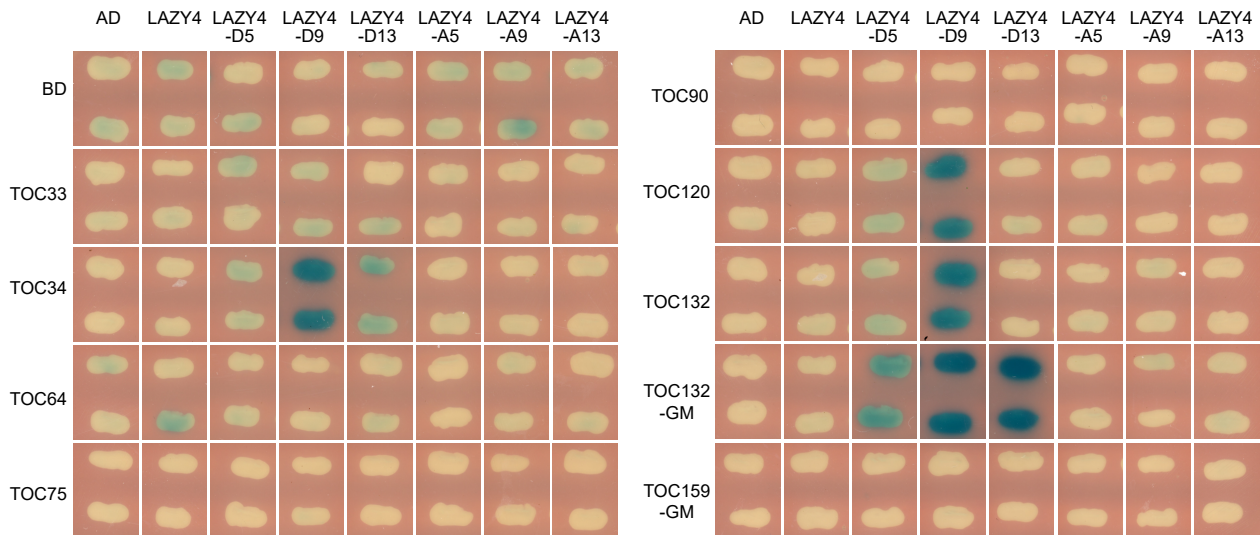 AD LAZY4 LAZY4 LAZY4 LAZY4 LAZY4 LAZY4 LAZY4
-D5 -D9 -D13 -A5 -A9 -A13
BD
TOC33
TOC34
TOC64
TOC75
AD LAZY4 LAZY4 LAZY4 LAZY4 LAZY4 LAZY4 LAZY4
-D5 -D9 -D13 -A5 -A9 -A13
TOC90
TOC120
TOC132
TOC132
-GM
TOC159
-GM